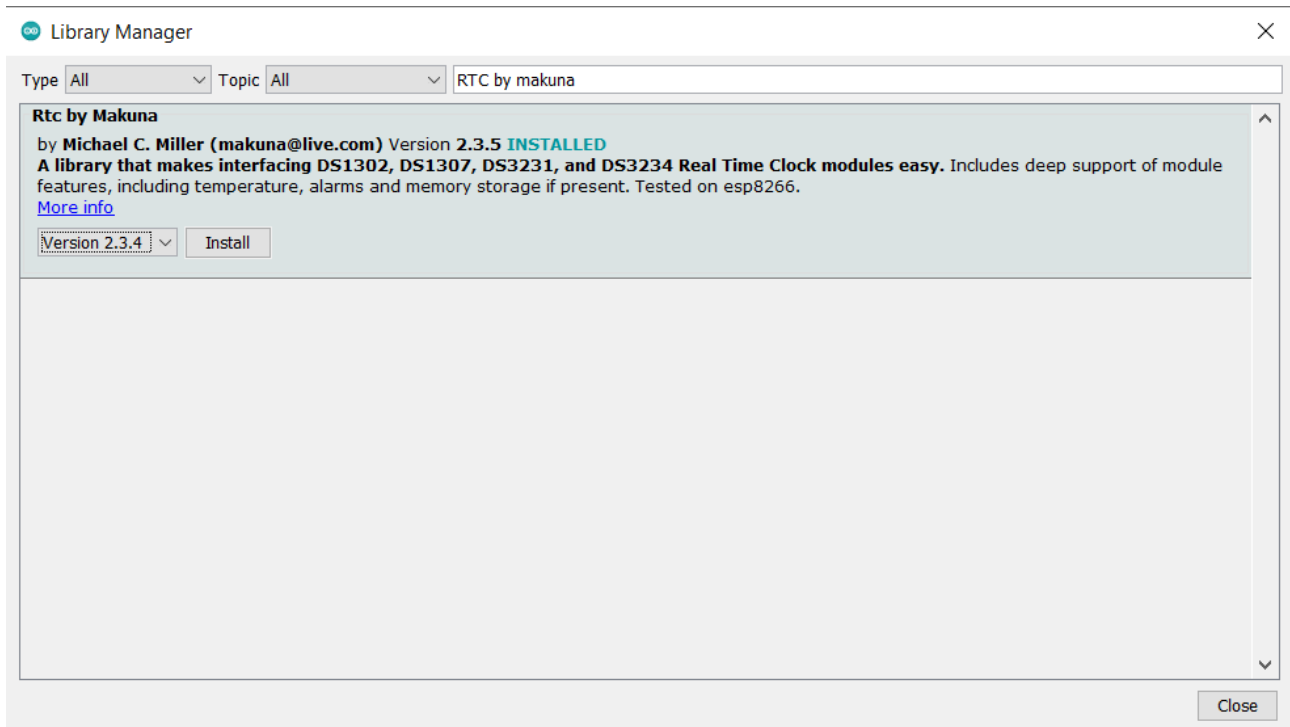 Library Manager
Type All Topic All RTC by makuna
Rtc by Makuna
by Michael C. Miller (makuna@live.com) Version 2.3.5 INSTALLED
A library that makes interfacing DS1302, DS1307, DS3231, and DS3234 Real Time Clock modules easy. Includes deep support of module
features, including temperature, alarms and memory storage if present. Tested on esp8266.
More info
Version 2.3.4 Install
Close